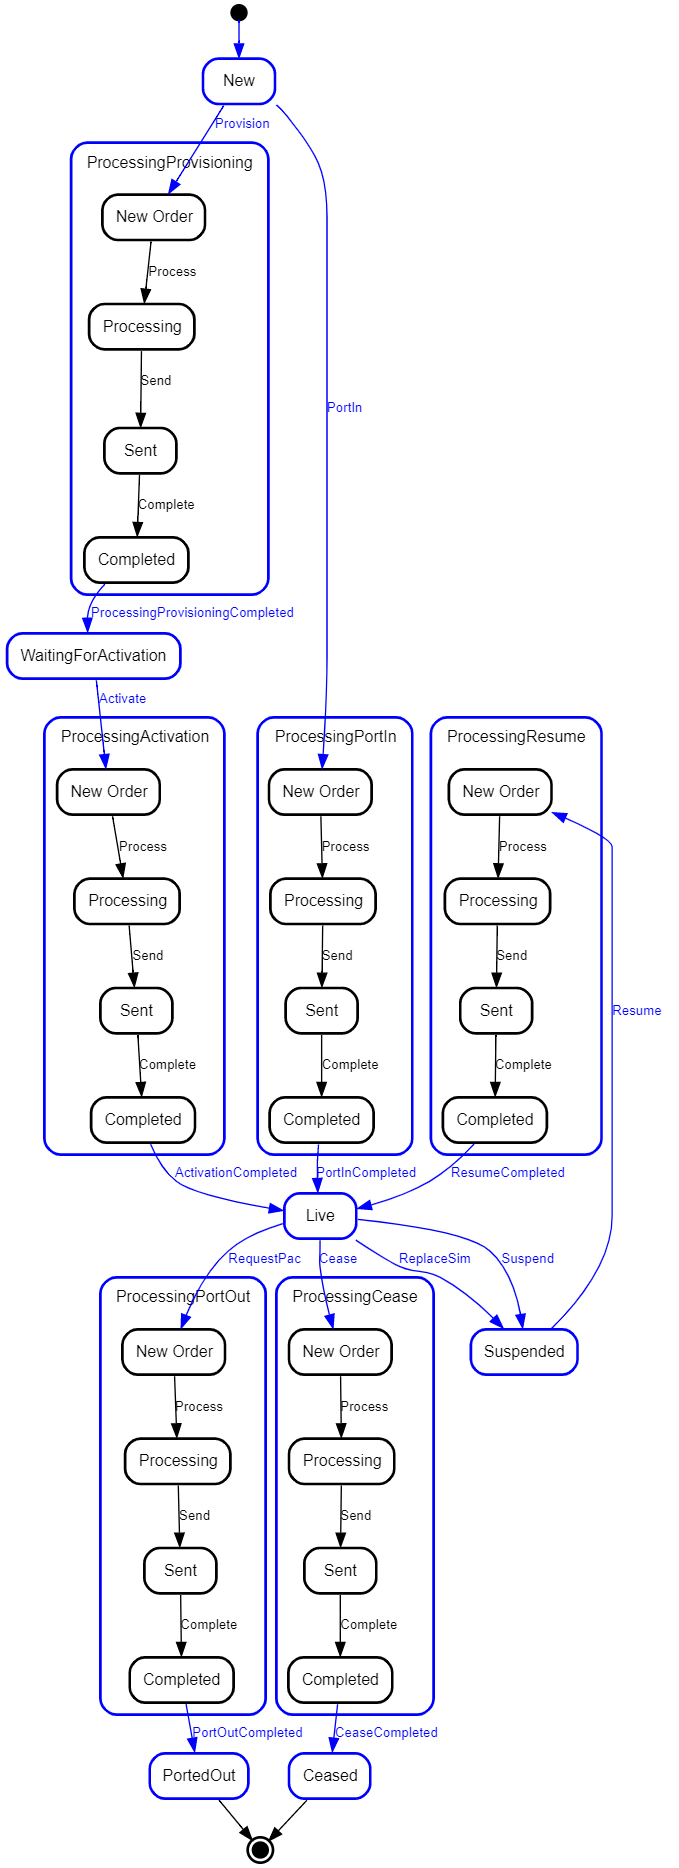 New
Provision
ProcessingProvisioning
New Order
Process
Processing
PortIn
Send
Sent
Complete
Completed
ProcessingProvisioningCompleted
WaitingForActivation
Activate
ProcessingActivation
ProcessingPortIn
ProcessingResume
New Order
New Order
New Order
Process
Process
Process
Processing
Processing
Processing
Send
Send
Send
Sent
Sent
Sent
Resume
Complete
Complete
Complete
Completed
Completed
Completed
ActivationCompleted
PortInCompleted
ResumeCompleted
Live
RequestPac
Cease
ReplaceSim
Suspend
ProcessingPortOut
ProcessingCease
New Order
New Order
Suspended
Process
Process
Processing
Processing
Send
Send
Sent
Sent
Complete
Complete
Completed
Completed
PortOutCompleted
CeaseCompleted
PortedOut
Ceased